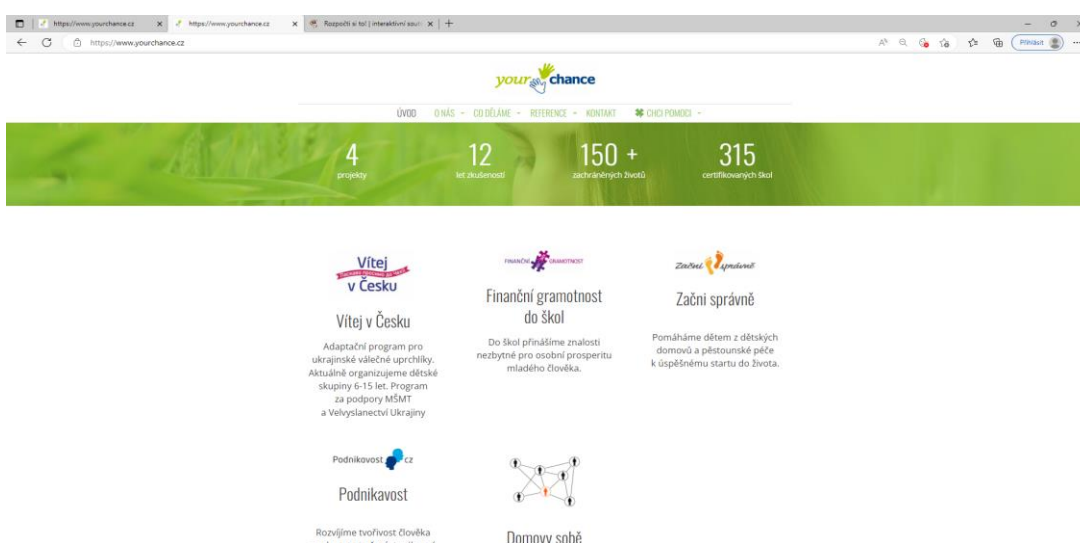 https://www.yourchance.cz
https://www.yourchance.cz
Rozpočti si to! | interaktivní sout
https://www.yourchance.cz
Přihlásit
your chance
ÚVOD O NÁS CO DĚLÁME REFERENCE KONTAKT CHCI POMOCI
4 12 150 + 315
projekty let zkušeností zachráněných životů certifikovaných škol
Vítej
v Česku
FINANČNÍ GRAMOTNOST
Začni správně
Finanční gramotnost
do škol
Začni správně
Vítej v Česku
Do škol přinášíme znalosti
nezbytné pro osobní prosperitu
mladého člověka.
Pomáháme dětem z dětských
domovů a pěstounské péče
k úspěšnému startu do života.
Adaptační program pro
ukrajinské válečné uprchlíky.
Aktuálně organizujeme dětské
skupiny 6-15 let. Program
za podpory MŠMT
a Velvyslanectví Ukrajiny
Podnikavost cz
Podnikavost
Rozvíjíme tvořivost člověka
Domovy sobě